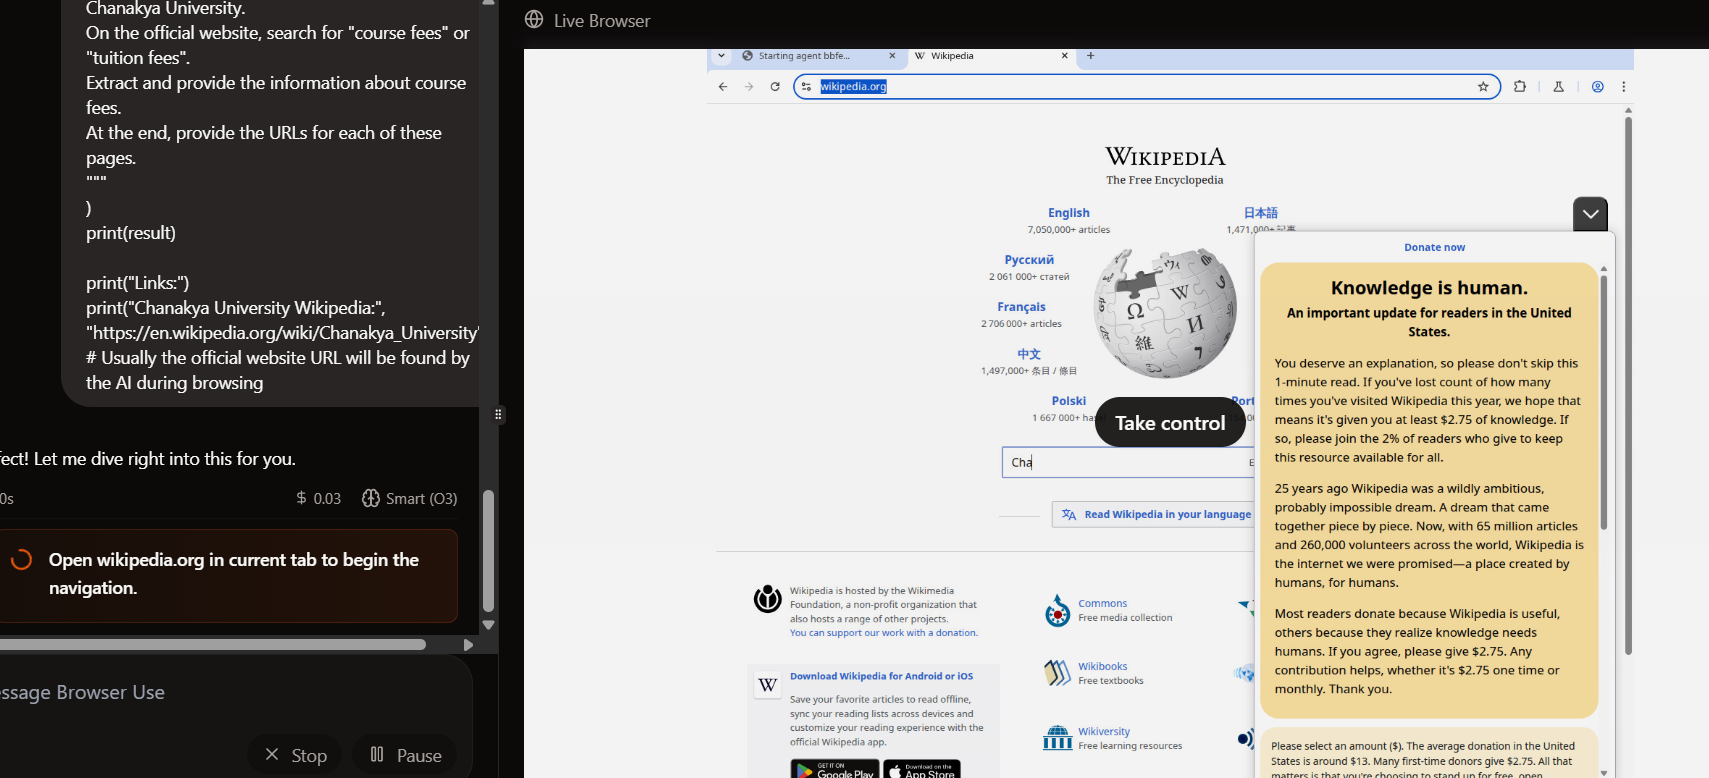 Chanakya University.
On the official website, search for "course fees" or
"tuition fees".
Extract and provide the information about course
fees.
At the end, provide the URLs for each of these
pages.
"""
)
print(result)
print("Links:")
print("Chanakya University Wikipedia:",
"https://en.wikipedia.org/wiki/Chanakya_University"
# Usually the official website URL will be found by
the AI during browsing
fect! Let me dive right into this for you.
0s
$ 0.03
Smart (O3)
Open wikipedia.org in current tab to begin the
navigation.
essage Browser Use
Stop
Pause
Live Browser
Starting agent bbfe...
Wikipedia
wikipedia.org
WIKIPEDIA
The Free Encyclopedia
English
7,050,000+ articles
日本語
1,471,000+ 記事
Русский
2 061 000+ статей
Français
2 706 000+ articles
中文
1,497,000+ 条目 / 條目
Polski
1 667 000+ ha
Port
Take control
Cha
E
Read Wikipedia in your language
Wikipedia is hosted by the Wikimedia
Foundation, a non-profit organization that
also hosts a range of other projects.
You can support our work with a donation.
Download Wikipedia for Android or iOS
Save your favorite articles to read offline,
sync your reading lists across devices and
customize your reading experience with the
official Wikipedia app.
GET IT ON
Google Play
Download on the
App Store
Commons
Free media collection
Wikibooks
Free textbooks
Wikiversity
Free learning resources
Donate now
Knowledge is human.
An important update for readers in the United
States.
You deserve an explanation, so please don't skip this
1-minute read. If you've lost count of how many
times you've visited Wikipedia this year, we hope that
means it's given you at least $2.75 of knowledge. If
so, please join the 2% of readers who give to keep
this resource available for all.
25 years ago Wikipedia was a wildly ambitious,
probably impossible dream. A dream that came
together piece by piece. Now, with 65 million articles
and 260,000 volunteers across the world, Wikipedia is
the internet we were promised—a place created by
humans, for humans.
Most readers donate because Wikipedia is useful,
others because they realize knowledge needs
humans. If you agree, please give $2.75. Any
contribution helps, whether it's $2.75 one time or
monthly. Thank you.
Please select an amount ($). The average donation in the United
States is around $13. Many first-time donors give $2.75. All that
matters is that you're choosing to stand up for free, open